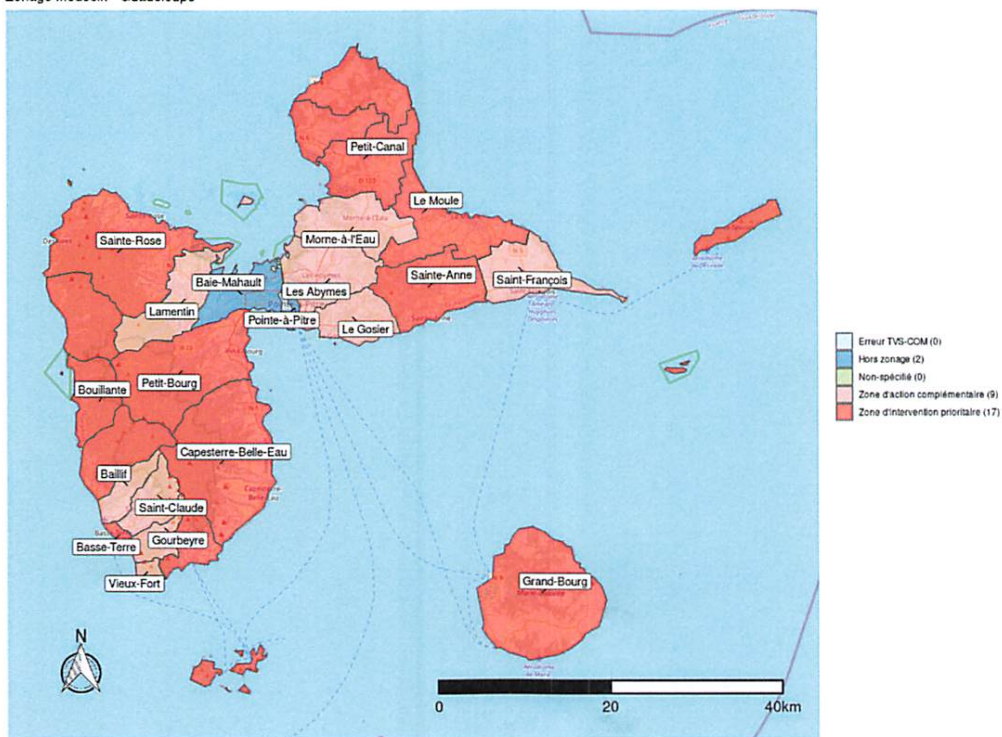 Zonage médecin - Guadeloupe
Petit-Canal
Le Moule
Morne-à-l'Eau
Sainte-Rose
Baie-Mahault
Sainte-Anne
Saint-François
Les Abymes
Lamentin
Pointe-à-Pitre
Le Gosier
Petit-Bourg
Bouillante
Capesterre-Belle-Eau
Baillif
Saint-Claude
Gourbeyre
Basse-Terre
Vieux-Fort
Grand-Bourg
N
0
20
40km
Erreur TVS-COM (0)
Hors zonage (2)
Non-spécifié (0)
Zone d'action complémentaire (9)
Zone d'intervention prioritaire (17)